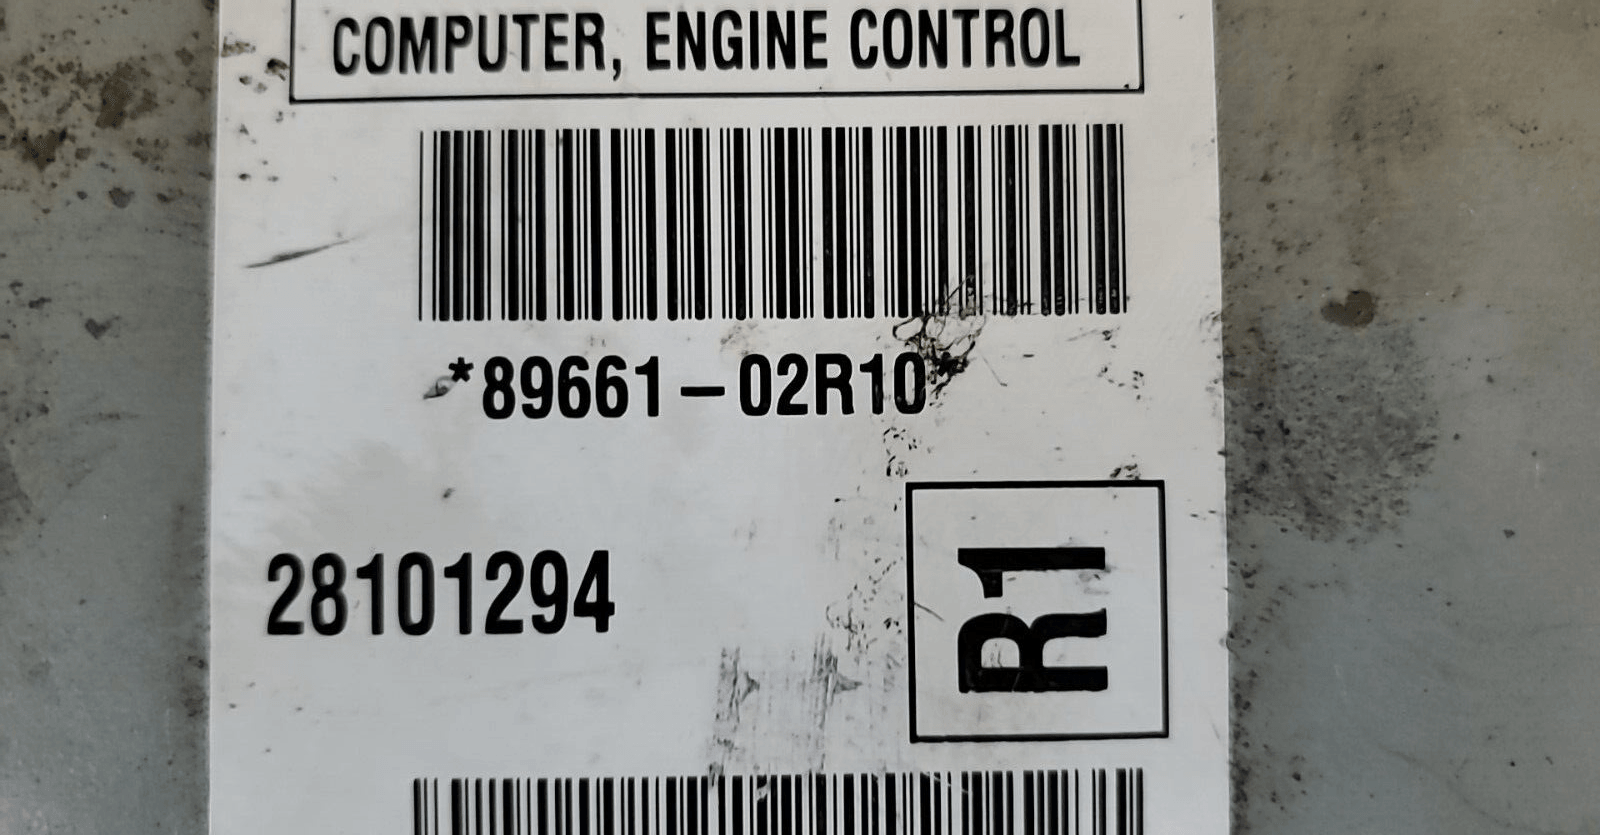 COMPUTER, ENGINE CONTROL
*89661-02R10*
28101294
R1